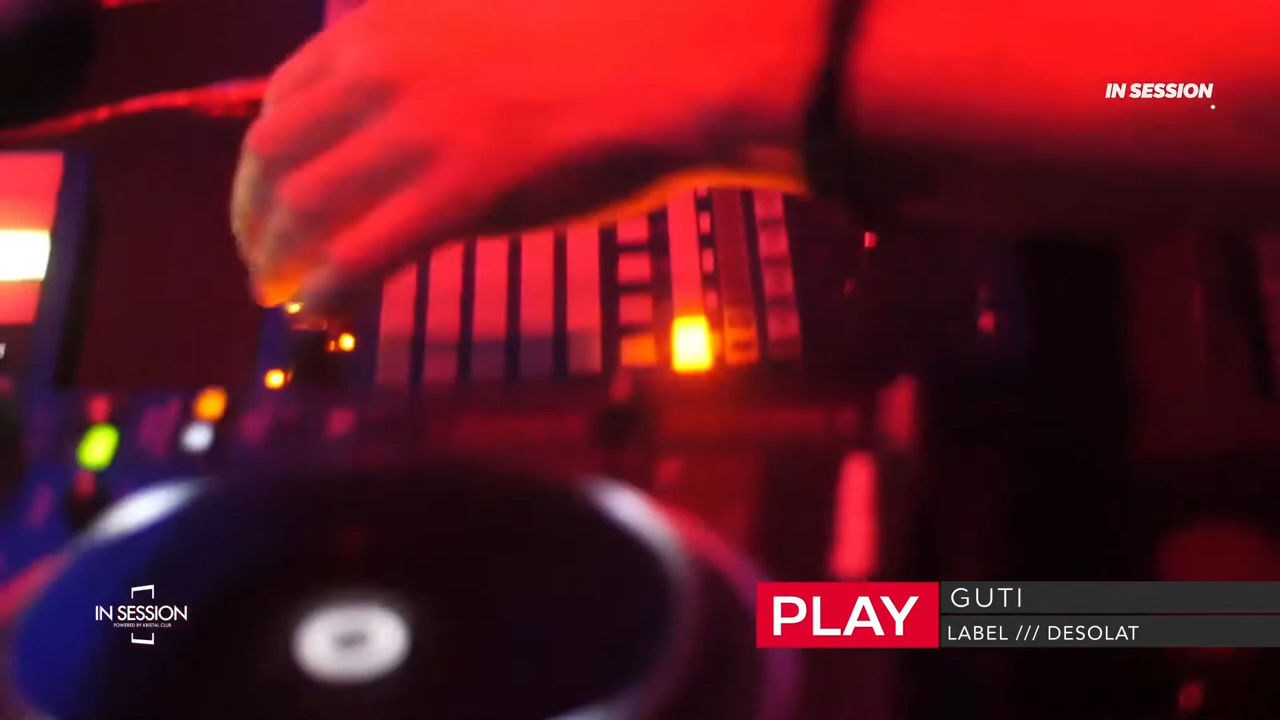 IN SESSION
IN SESSION
POWERED BY KRISTAL CLUB
PLAY
GUTI
LABEL /// DESOLAT